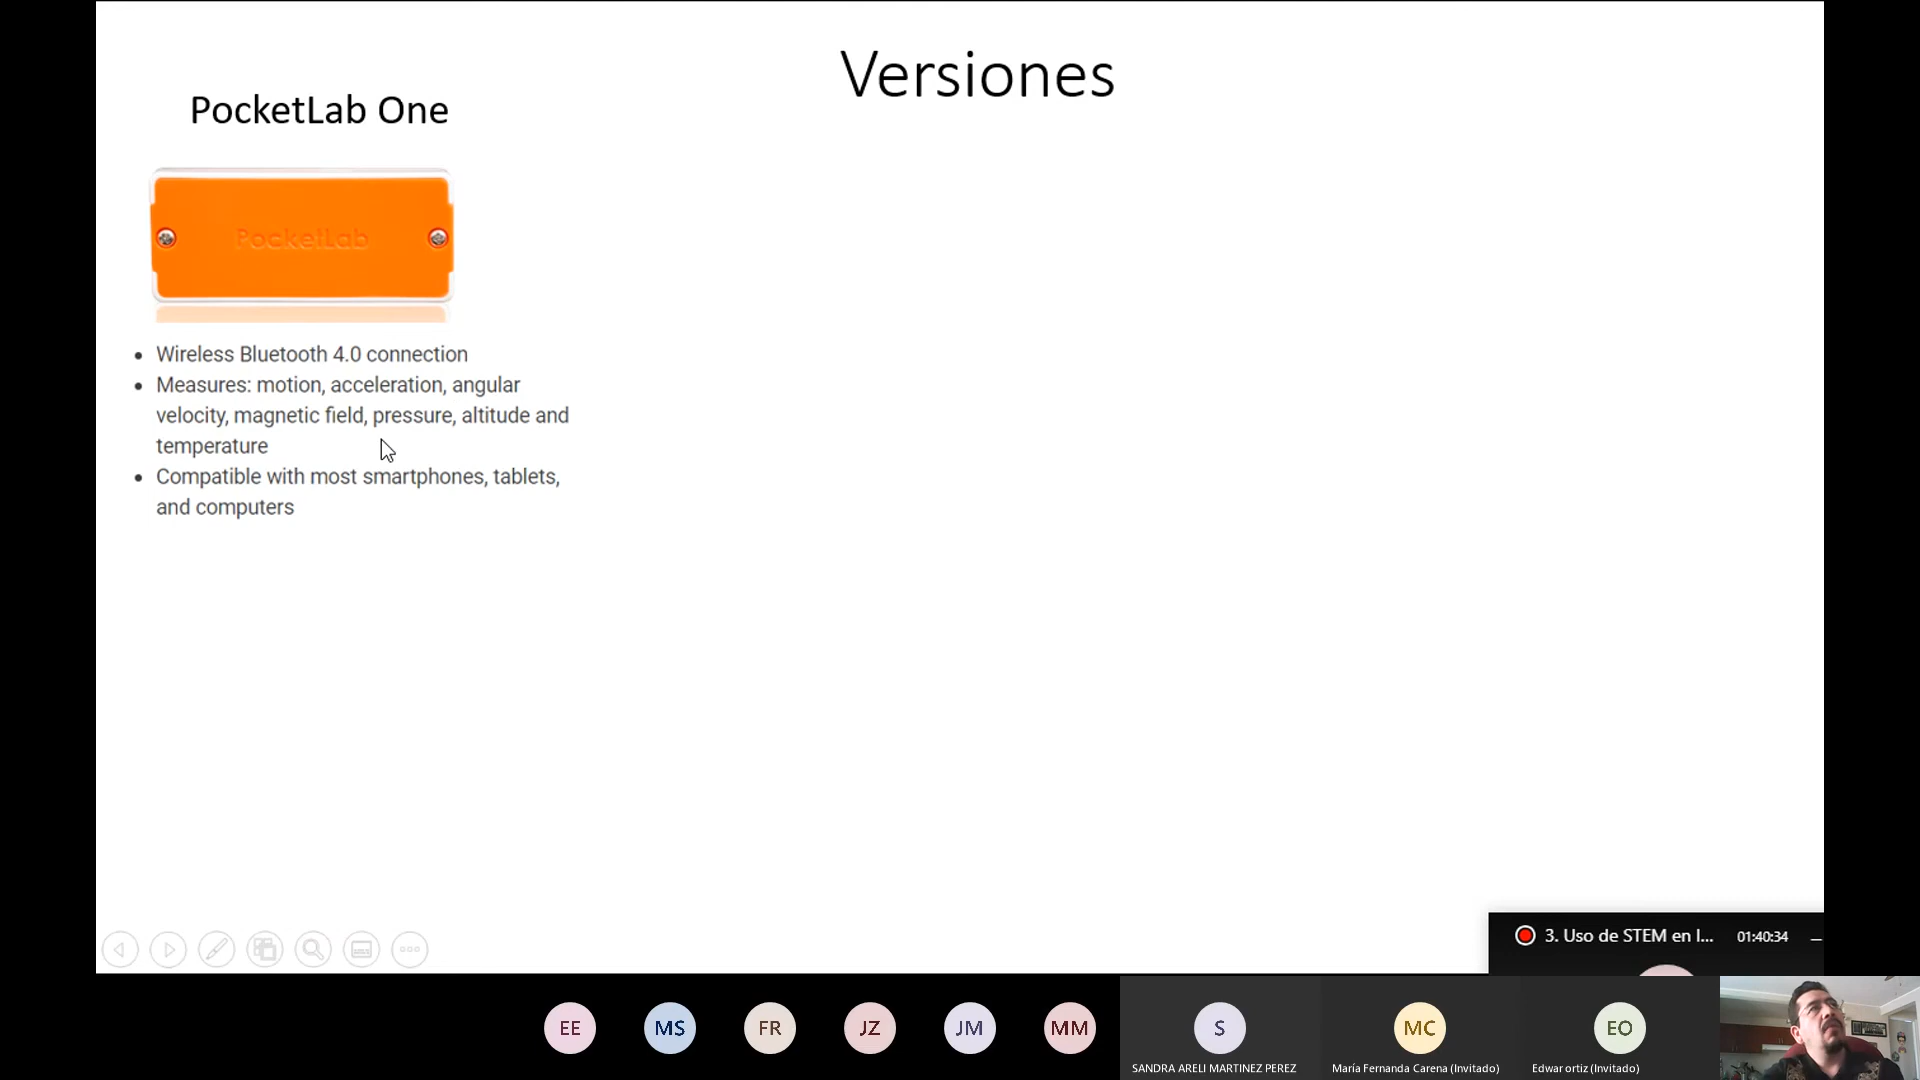 Versiones
PocketLab One
PocketLab
Wireless Bluetooth 4.0 connection
Measures: motion, acceleration, angular
velocity, magnetic field, pressure, altitude and
temperature
Compatible with most smartphones, tablets,
and computers
3. Uso de STEM en l...
01:40:34
EE
MS
FR
JZ
JM
MM
S
MC
EO
SANDRA ARELI MARTINEZ PEREZ
María Fernanda Carena (Invitado)
Edwar ortiz (Invitado)